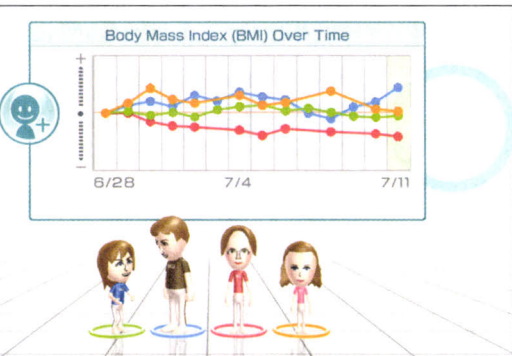 Body Mass Index (BMI) Over Time
+
−
6/28 7/4 7/11
+